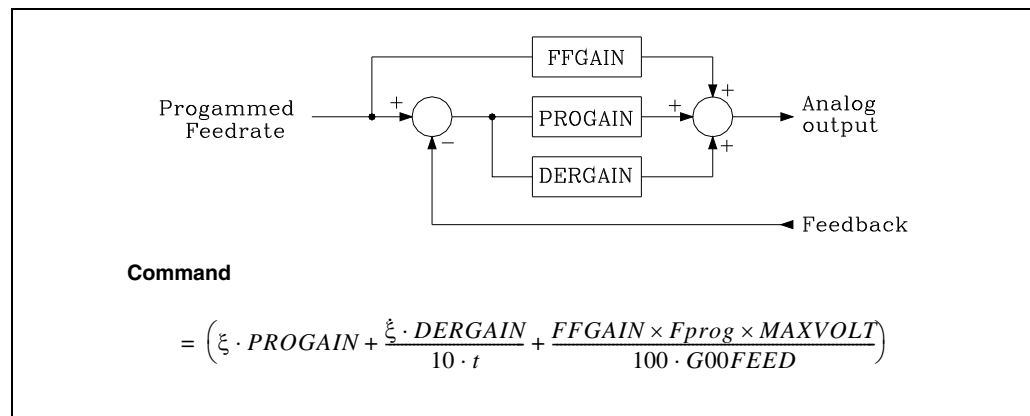 FFGAIN
Progammed
Feedrate
+
−
PROGAIN
+
+
+
Analog
output
DERGAIN
Feedback
Command
= (ξ · PROGAIN + ξ̇ · DERGAIN / 10 · t + FFGAIN × Fprog × MAXVOLT / 100 · G00FEED)